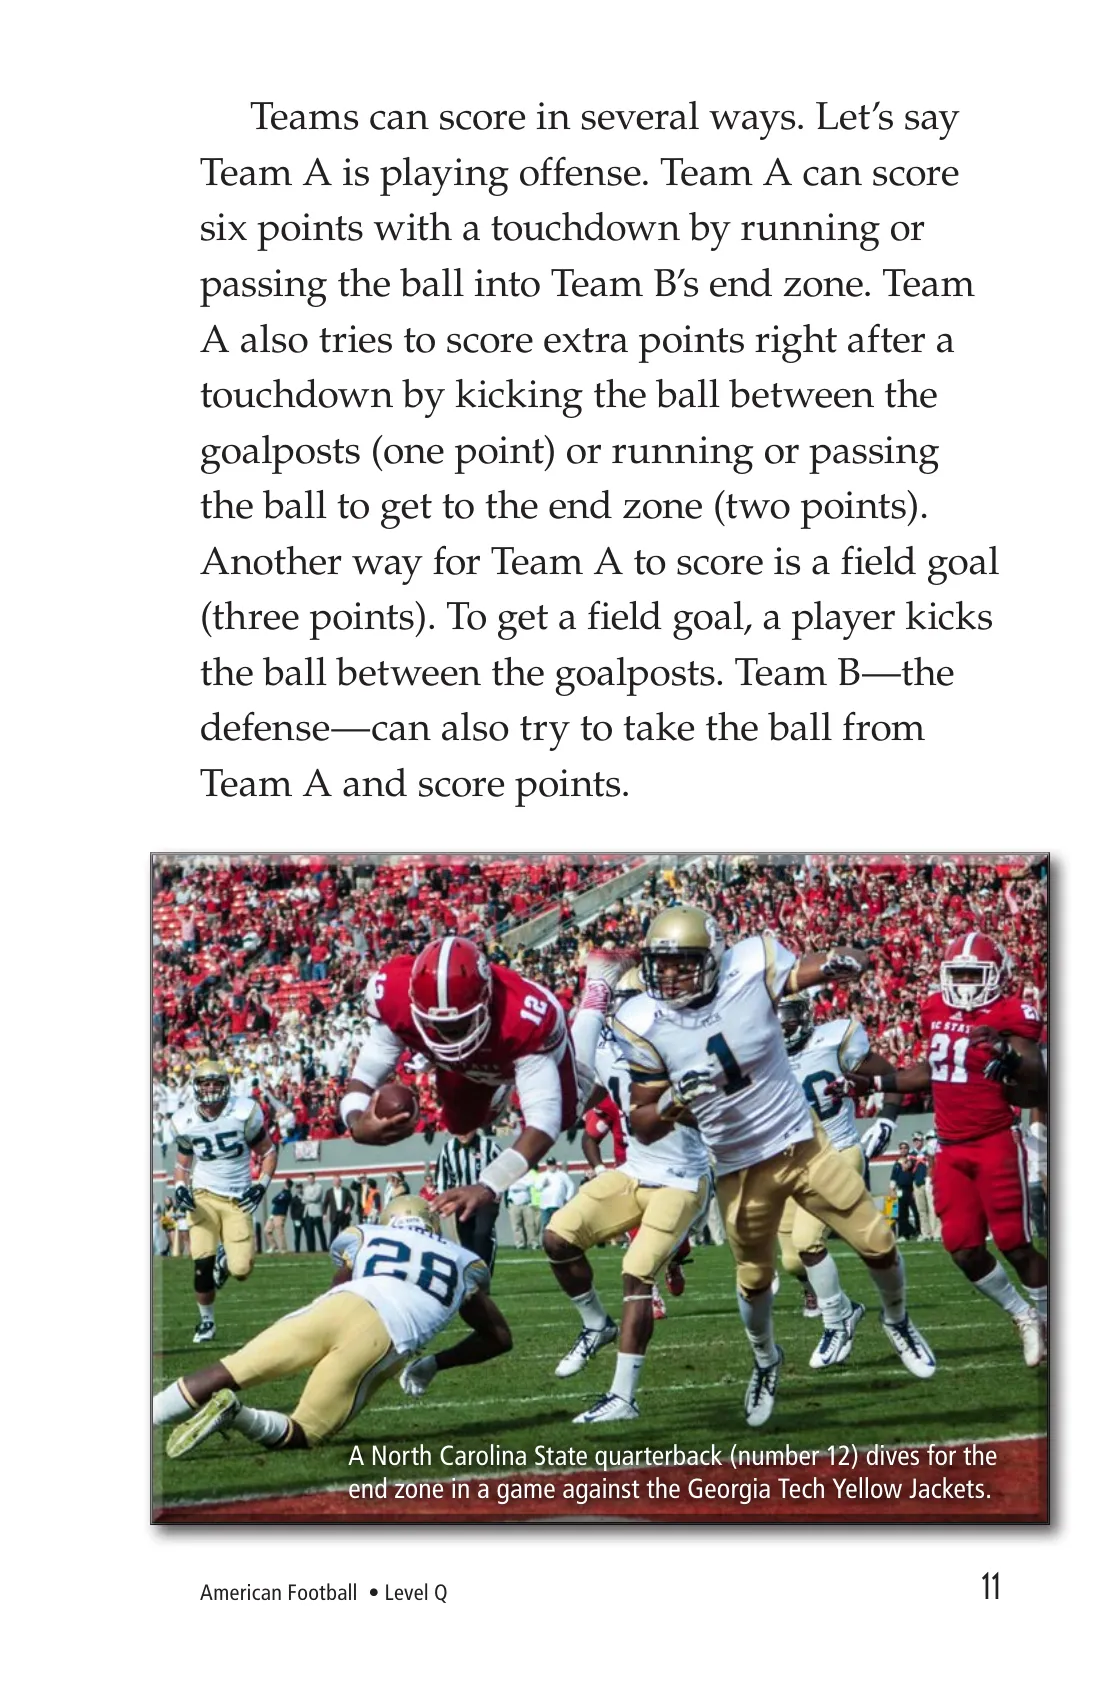 Teams can score in several ways. Let’s say
Team A is playing offense. Team A can score
six points with a touchdown by running or
passing the ball into Team B’s end zone. Team
A also tries to score extra points right after a
touchdown by kicking the ball between the
goalposts (one point) or running or passing
the ball to get to the end zone (two points).
Another way for Team A to score is a field goal
(three points). To get a field goal, a player kicks
the ball between the goalposts. Team B—the
defense—can also try to take the ball from
Team A and score points.
12
12
1
NC STATE
21
35
28
A North Carolina State quarterback (number 12) dives for the
end zone in a game against the Georgia Tech Yellow Jackets.
American Football • Level Q
11